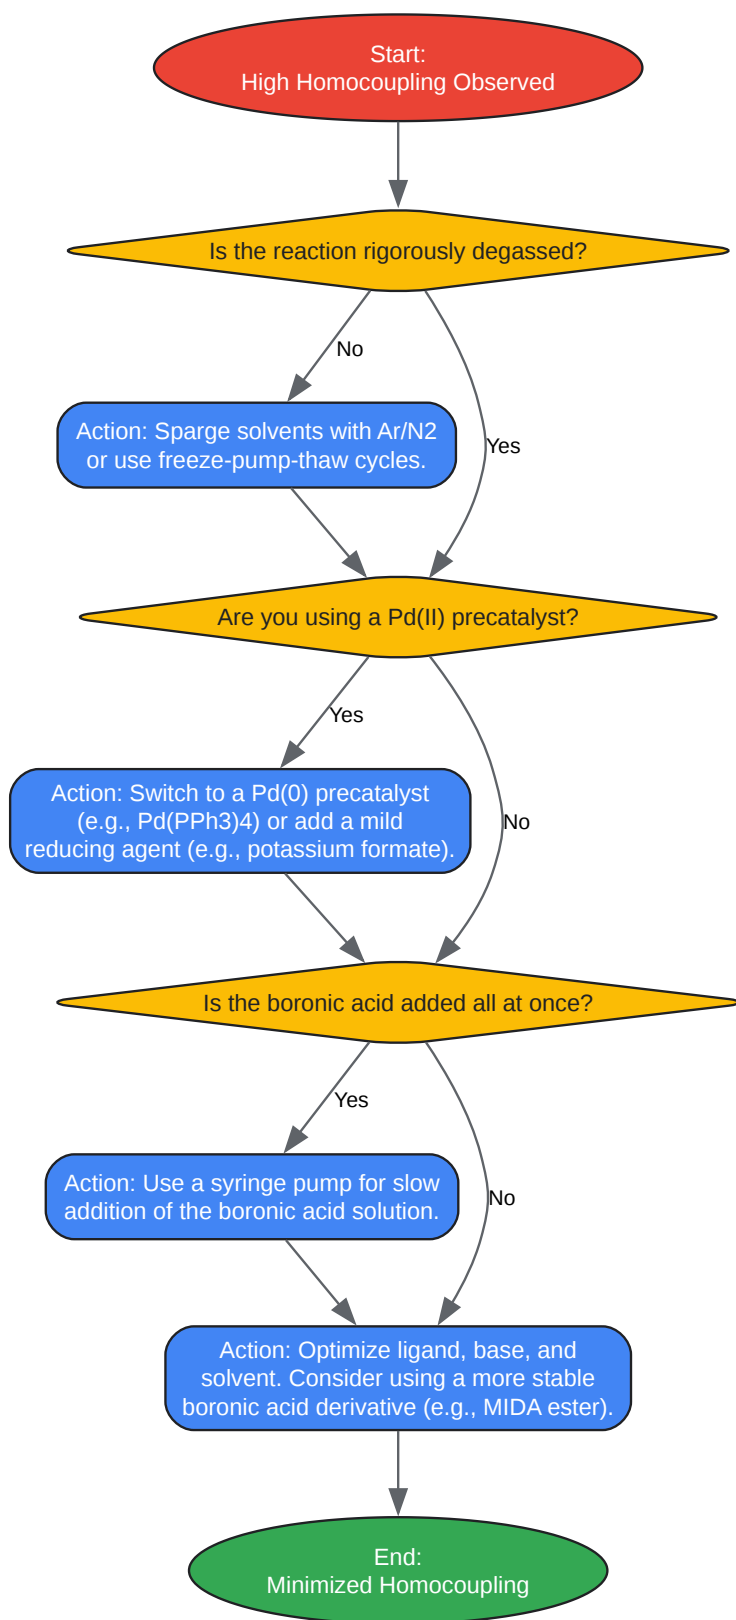 Start:
High Homocoupling Observed
Is the reaction rigorously degassed?
No
Action: Sparge solvents with Ar/N2
or use freeze-pump-thaw cycles.
Yes
Are you using a Pd(II) precatalyst?
Yes
Action: Switch to a Pd(0) precatalyst
(e.g., Pd(PPh3)4) or add a mild
reducing agent (e.g., potassium formate).
No
Is the boronic acid added all at once?
Yes
Action: Use a syringe pump for slow
addition of the boronic acid solution.
No
Action: Optimize ligand, base, and
solvent. Consider using a more stable
boronic acid derivative (e.g., MIDA ester).
End:
Minimized Homocoupling